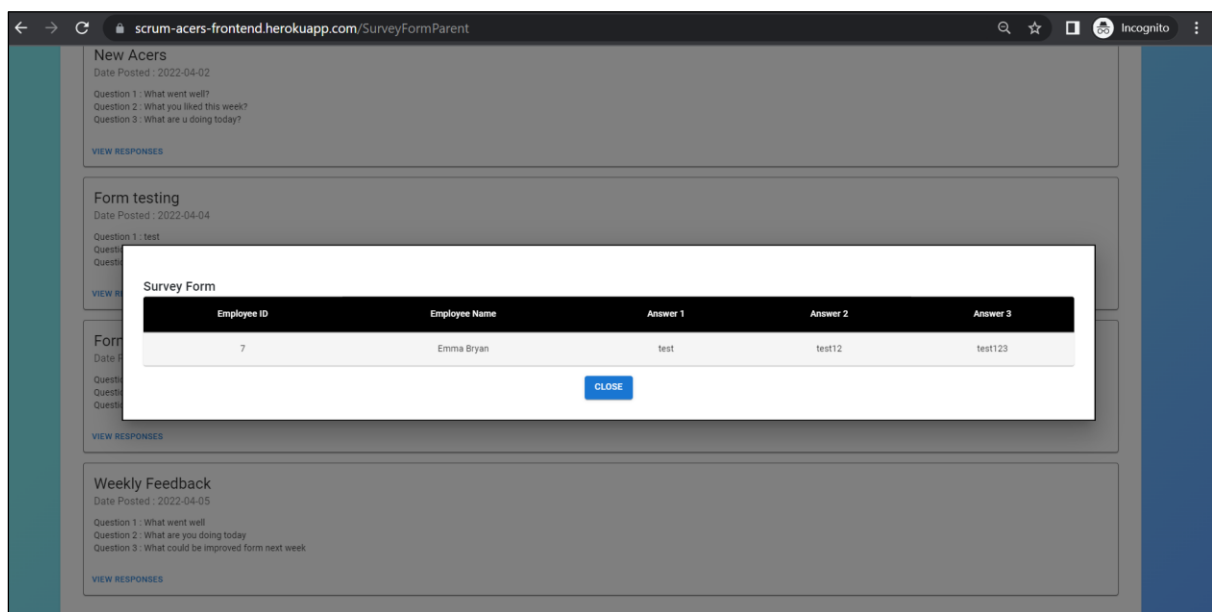 scrum-acers-frontend.herokuapp.com/SurveyFormParent
Incognito
New Acers
Date Posted : 2022-04-02
Question 1 : What went well?
Question 2 : What you liked this week?
Question 3 : What are u doing today?
VIEW RESPONSES
Form testing
Date Posted : 2022-04-04
Question 1 : test
Survey Form
Employee ID Employee Name Answer 1 Answer 2 Answer 3
7 Emma Bryan test test12 test123
CLOSE
VIEW RESPONSES
Weekly Feedback
Date Posted : 2022-04-05
Question 1 : What went well
Question 2 : What are you doing today
Question 3 : What could be improved form next week
VIEW RESPONSES